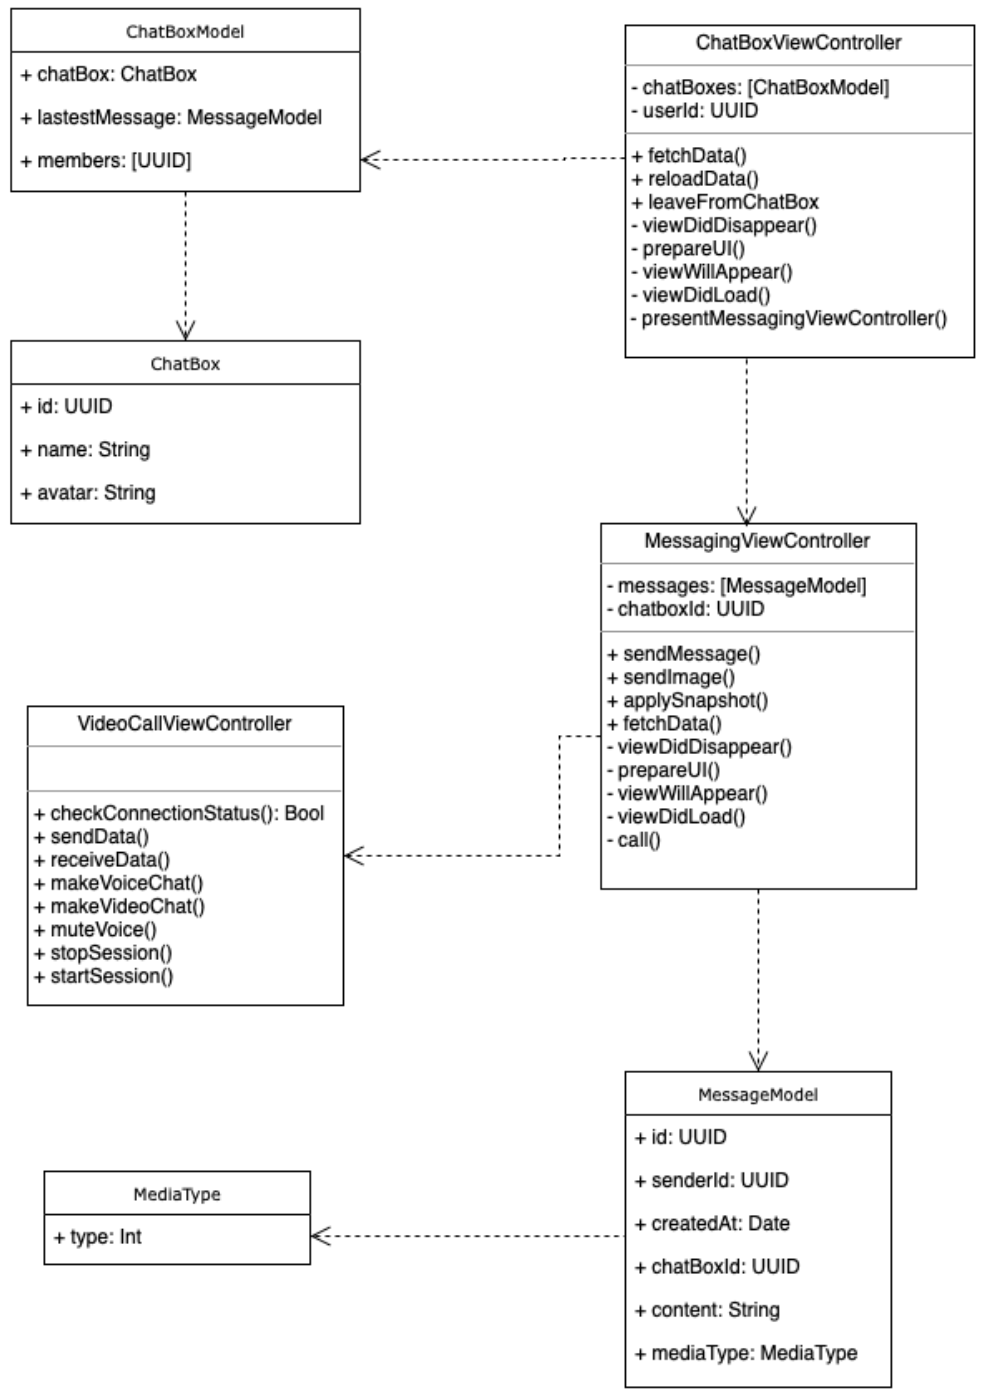 ChatBoxModel
+ chatBox: ChatBox
+ lastestMessage: MessageModel
+ members: [UUID]
ChatBoxViewController
- chatBoxes: [ChatBoxModel]
- userId: UUID
+ fetchData()
+ reloadData()
+ leaveFromChatBox
- viewDidDisappear()
- prepareUI()
- viewWillAppear()
- viewDidLoad()
- presentMessagingViewController()
ChatBox
+ id: UUID
+ name: String
+ avatar: String
MessagingViewController
- messages: [MessageModel]
- chatboxId: UUID
+ sendMessage()
+ sendImage()
+ applySnapshot()
+ fetchData()
- viewDidDisappear()
- prepareUI()
- viewWillAppear()
- viewDidLoad()
- call()
VideoCallViewController
+ checkConnectionStatus(): Bool
+ sendData()
+ receiveData()
+ makeVoiceChat()
+ makeVideoChat()
+ muteVoice()
+ stopSession()
+ startSession()
MessageModel
+ id: UUID
+ senderId: UUID
+ createdAt: Date
+ chatBoxId: UUID
+ content: String
+ mediaType: MediaType
MediaType
+ type: Int